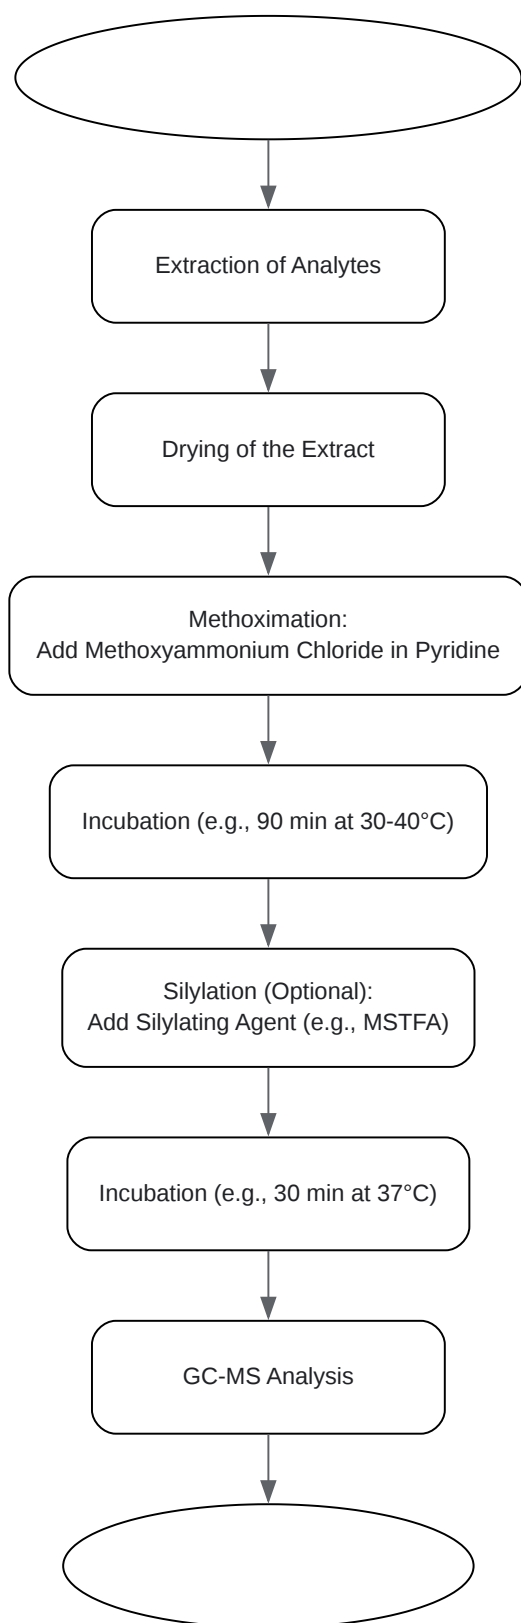 Extraction of Analytes
Drying of the Extract
Methoximation:
Add Methoxyammonium Chloride in Pyridine
Incubation (e.g., 90 min at 30-40°C)
Silylation (Optional):
Add Silylating Agent (e.g., MSTFA)
Incubation (e.g., 30 min at 37°C)
GC-MS Analysis